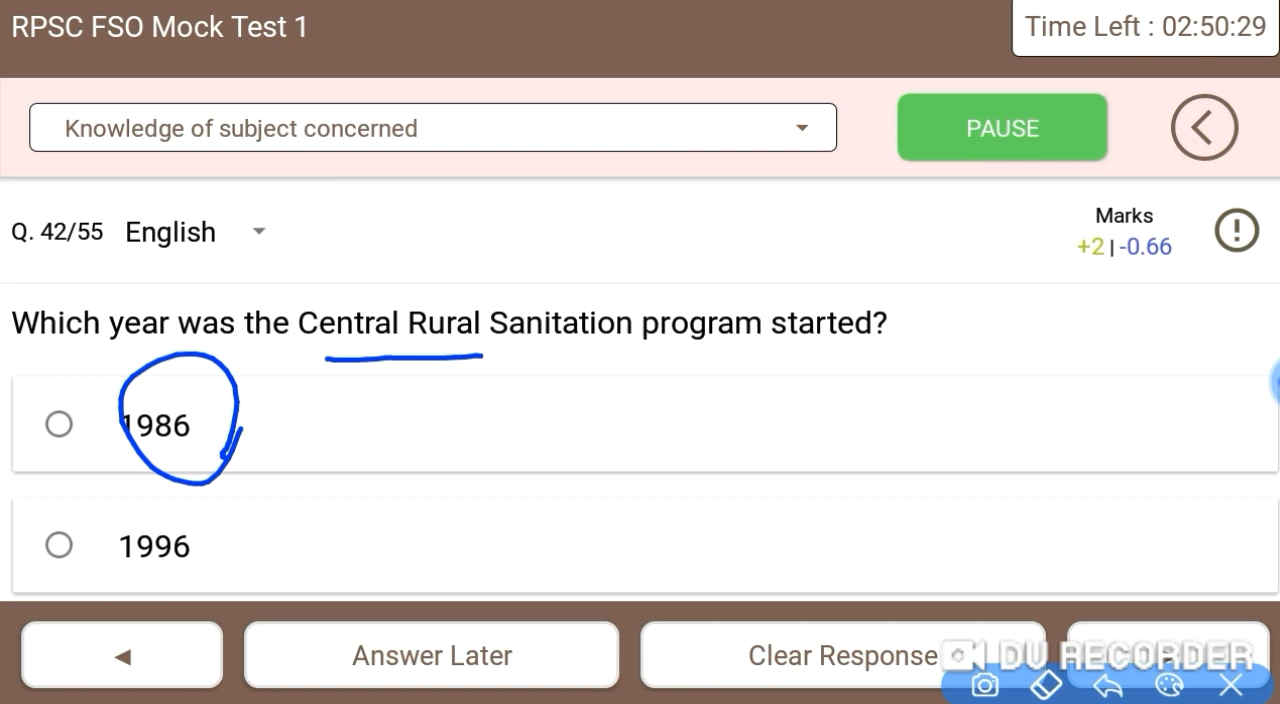 RPSC FSO Mock Test 1
Time Left : 02:50:29
Knowledge of subject concerned
PAUSE
Q. 42/55 English
Marks
+2 | -0.66
Which year was the Central Rural Sanitation program started?
1986
1996
Answer Later
Clear Response
DU RECORDER